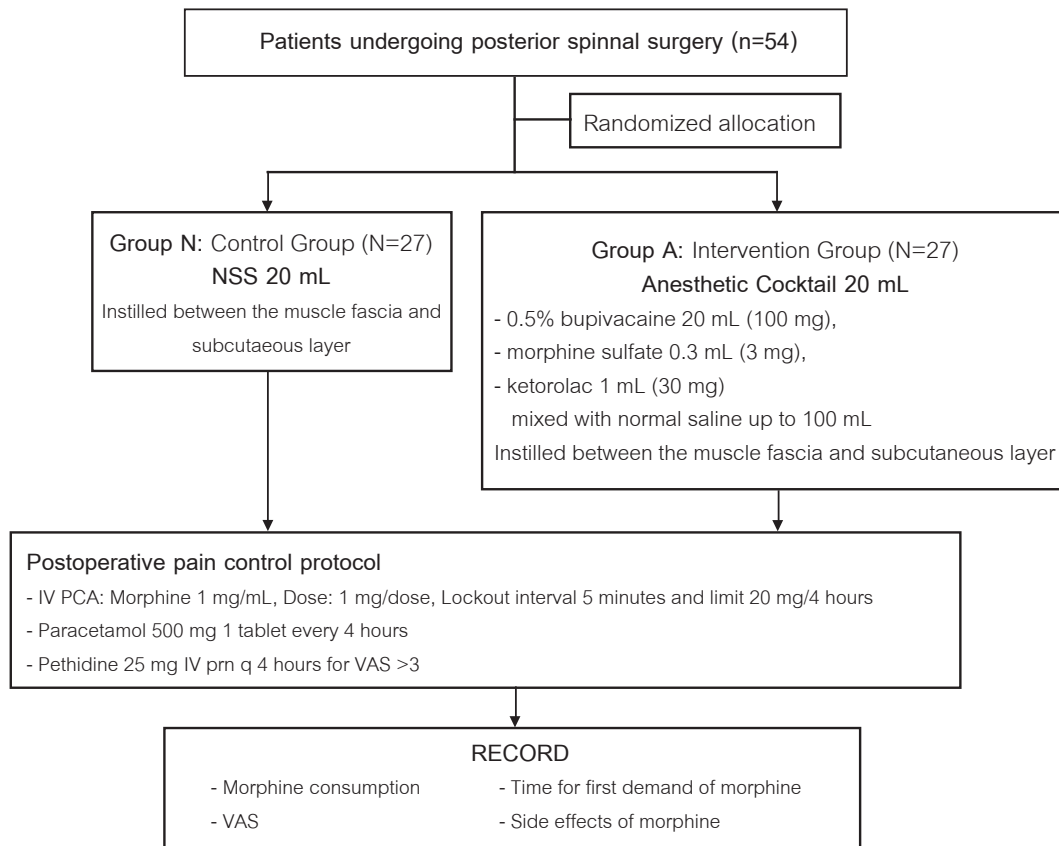 Patients undergoing posterior spinnal surgery (n=54)
Randomized allocation
Group N: Control Group (N=27)
NSS 20 mL
Instilled between the muscle fascia and
subcutaeous layer
Group A: Intervention Group (N=27)
Anesthetic Cocktail 20 mL
- 0.5% bupivacaine 20 mL (100 mg),
- morphine sulfate 0.3 mL (3 mg),
- ketorolac 1 mL (30 mg)
mixed with normal saline up to 100 mL
Instilled between the muscle fascia and subcutaneous layer
Postoperative pain control protocol
- IV PCA: Morphine 1 mg/mL, Dose: 1 mg/dose, Lockout interval 5 minutes and limit 20 mg/4 hours
- Paracetamol 500 mg 1 tablet every 4 hours
- Pethidine 25 mg IV prn q 4 hours for VAS >3
RECORD
- Morphine consumption - Time for first demand of morphine
- VAS - Side effects of morphine